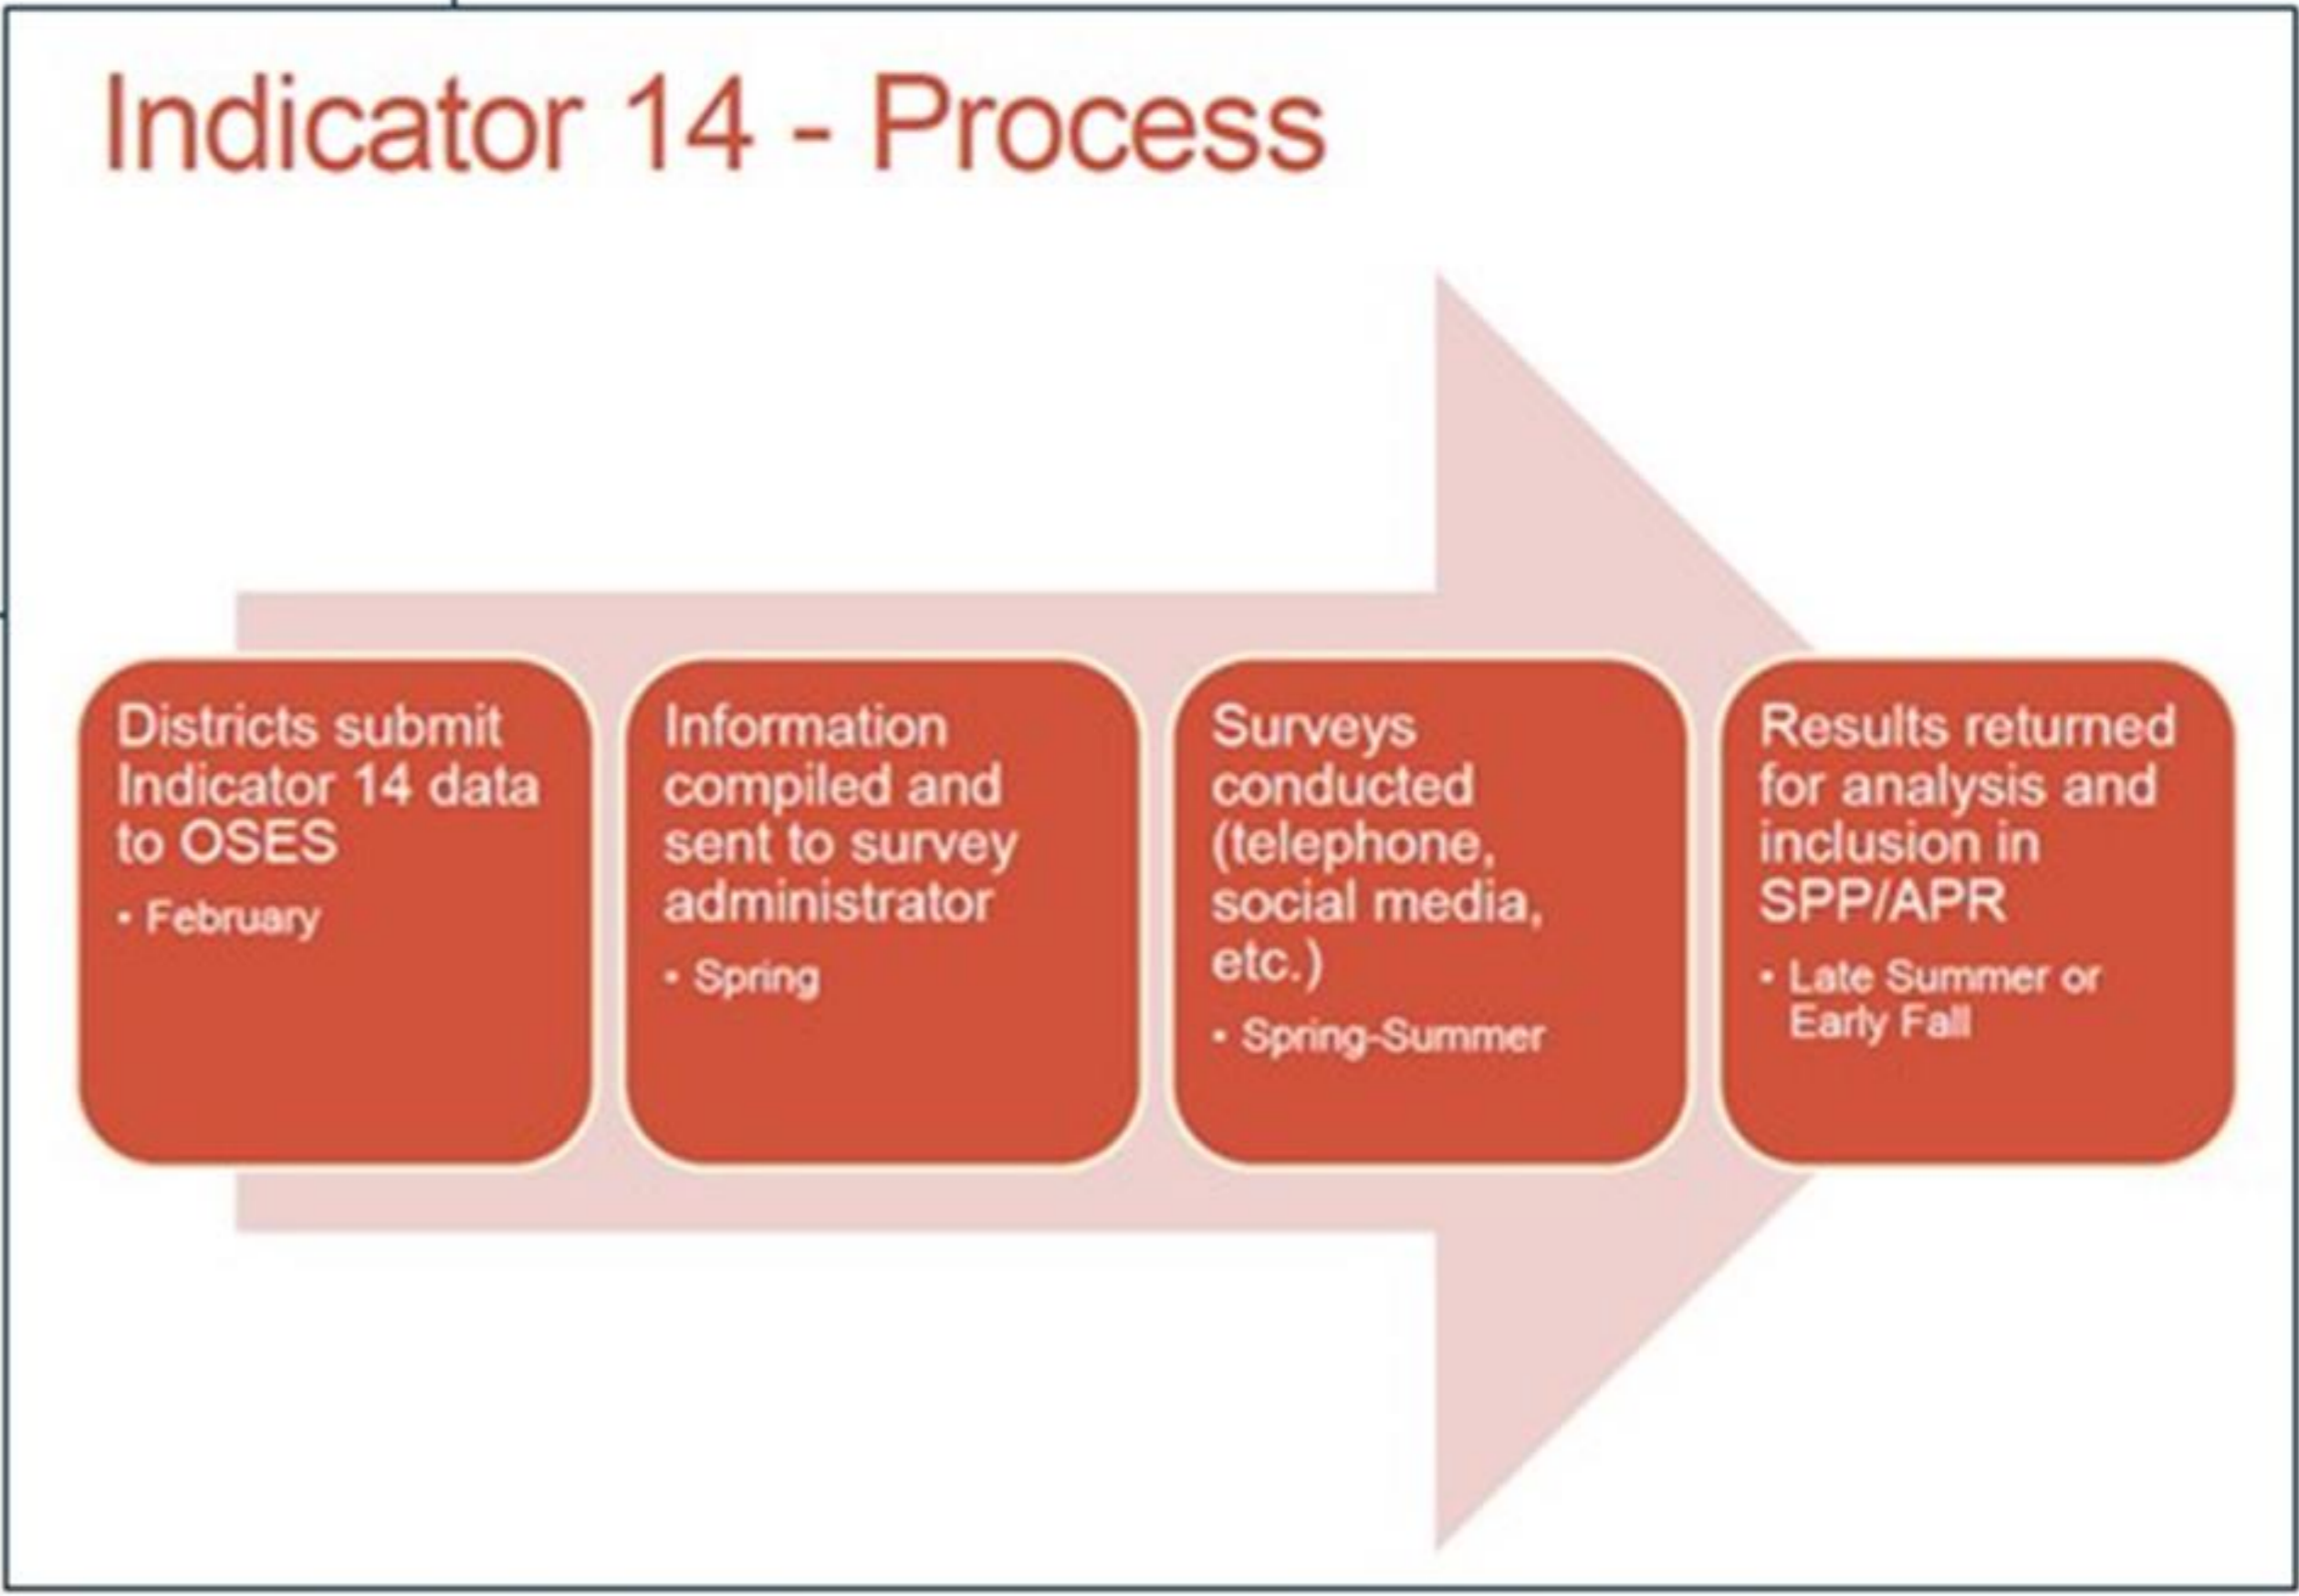 Indicator 14 - Process
Districts submit
Indicator 14 data
to OSES
• February
Information
compiled and
sent to survey
administrator
• Spring
Surveys
conducted
(telephone,
social media,
etc.)
• Spring-Summer
Results returned
for analysis and
inclusion in
SPP/APR
• Late Summer or
Early Fall